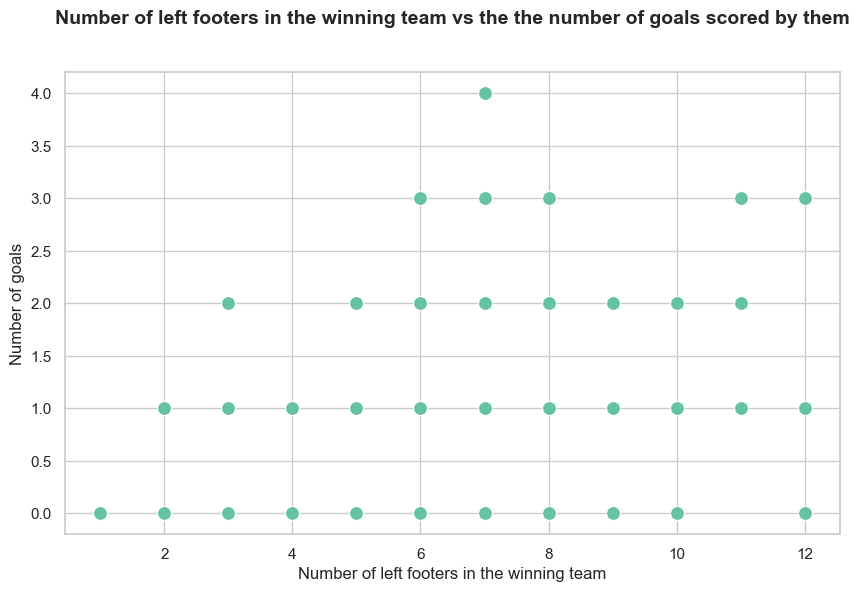 Number of left footers in the winning team vs the the number of goals scored by them
4.0
3.5
3.0
2.5
2.0
1.5
1.0
0.5
0.0
Number of goals
2 4 6 8 10 12
Number of left footers in the winning team